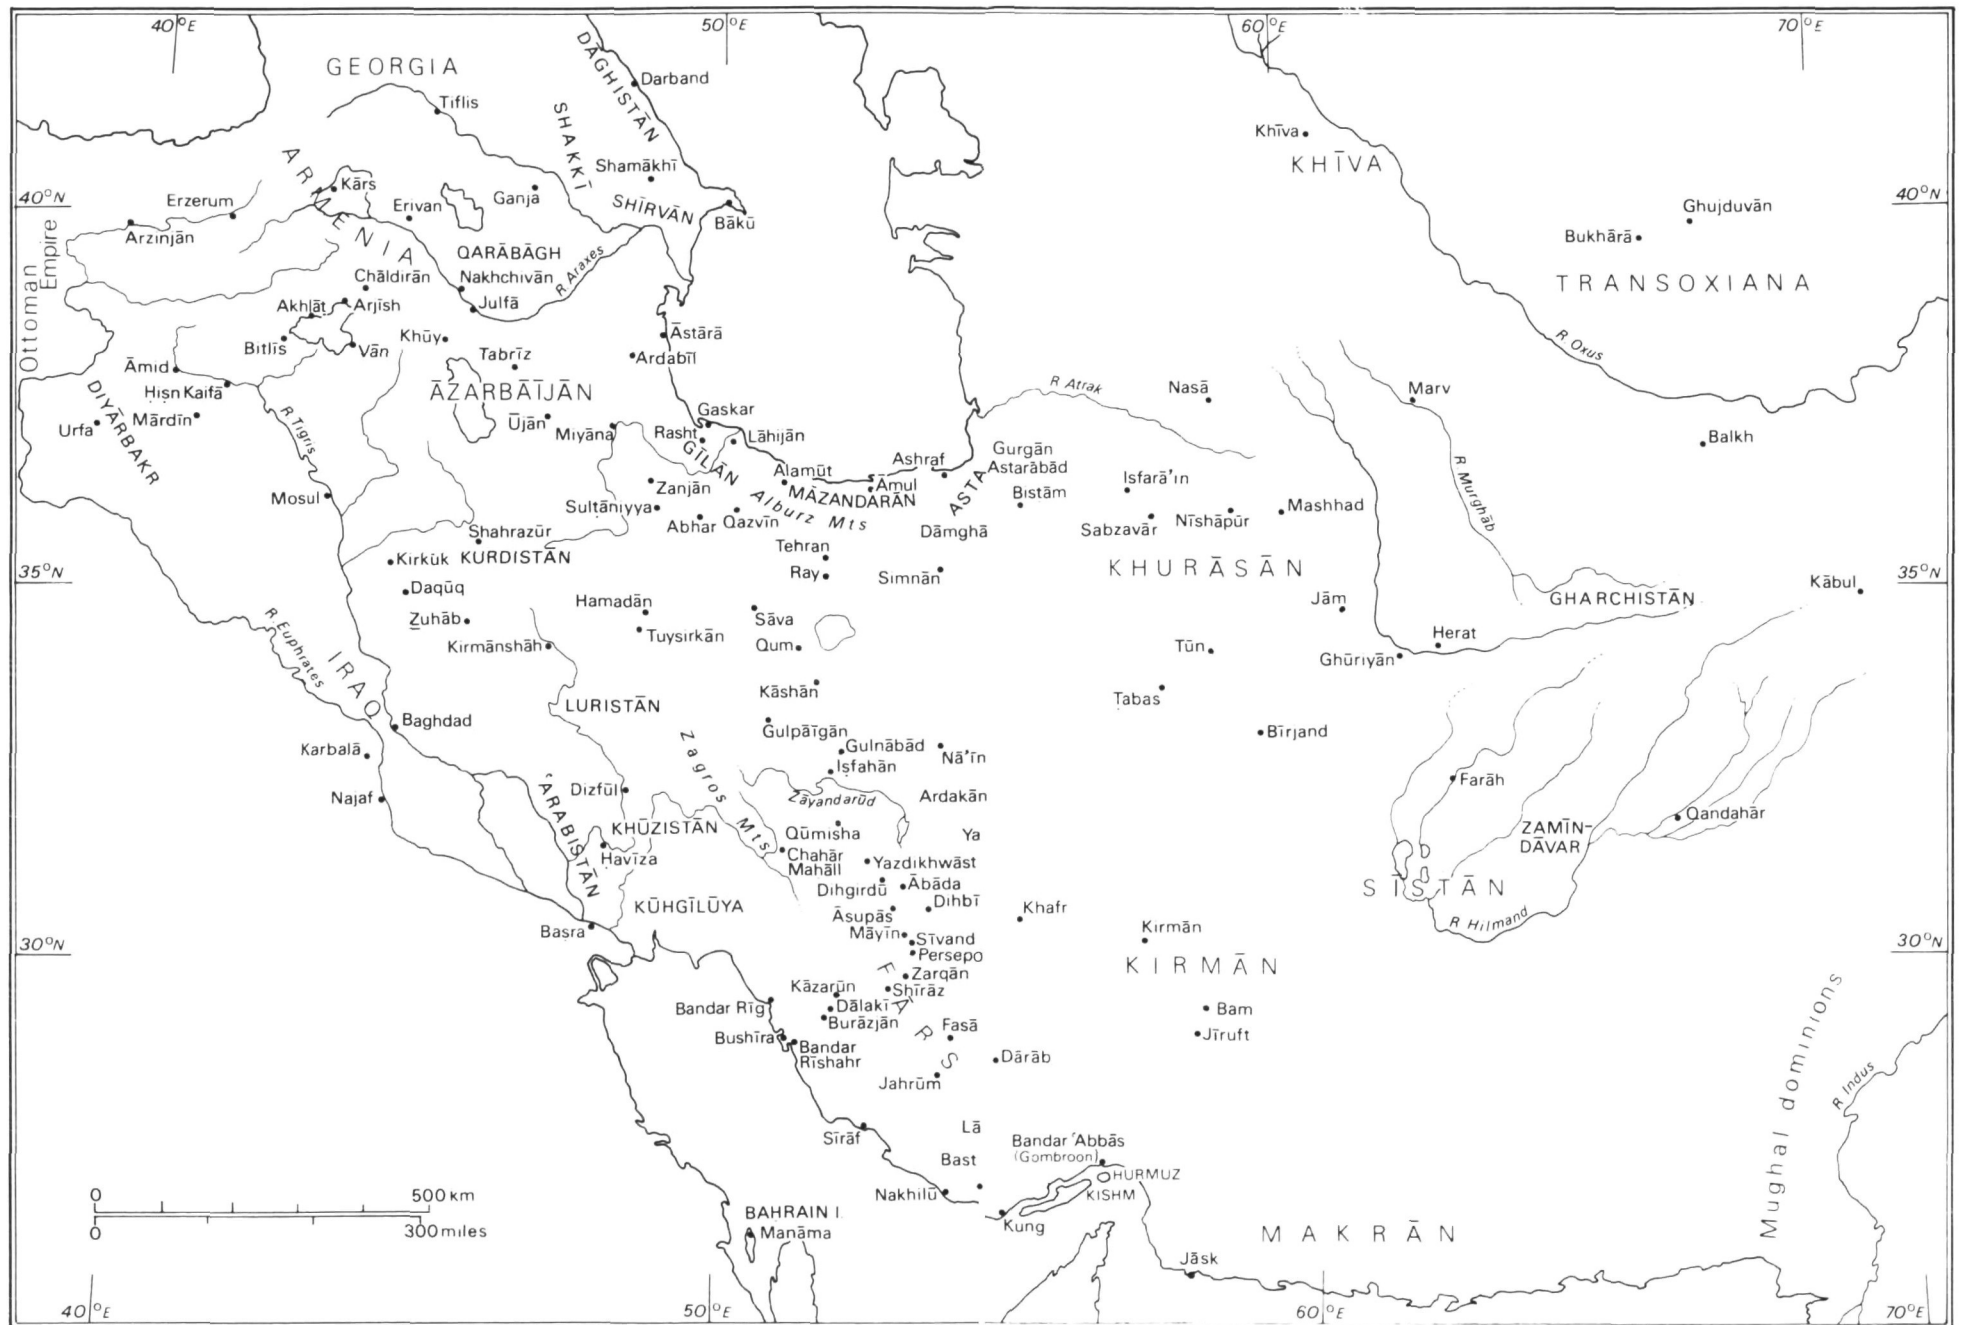 40°E
50°E
60°E
70°E
GEORGIA
DĀGHISTĀN
Darband
Tiflis
SHAKKĪ
Khīva
KHĪVA
ARMENIA
Shamākhī
Kārs
40°N
Erzerum
Erivan
Ganja
SHĪRVĀN
Bākū
Ghujduvān
40°N
Arzinjān
Bukhārā
Ottoman
Empire
QARĀBĀGH
R. Araxes
Chāldirān
Nakhchivān
TRANSOXIANA
Akhlāt
Arjīsh
Julfā
Bitlīs
Vān
Khūy
Āstārā
R Oxus
Tabrīz
Ardabīl
Āmid
ĀZARBĀĪJĀN
R Atrak
Nasā
Marv
Hiṣn Kaifā
DIYĀRBAKR
Mārdīn
Urfa
R. Tigris
Ūjān
Miyāna
Gaskar
Rasht
Lāhijān
GĪLĀN
Balkh
Gurgān
Astarābād
Ashraf
ASTA
Alamūt
Āmul
MĀZANDARĀN
Alburz Mts
Isfarā'ın
R Murghāb
Mosul
Zanjān
Sultāniyya
Abhar
Qazvīn
Bistām
Dāmghā
Sabzavār
Nīshāpūr
Mashhad
Shahrazūr
Kirkūk
KURDISTĀN
Tehran
Ray
Simnān
KHURĀSĀN
35°N
35°N
Daqūq
Zuhāb
Hamadān
Tuysirkān
Sāva
Qum
Jām
GHARCHISTĀN
Kābul
Kirmānshāh
Tūn
Herat
Ghūriyān
R. Euphrates
IRAQ
LURISTĀN
Kāshān
Tabas
Baghdad
Zagros Mts
Gulpāīgān
Gulnābād
Nā'īn
Bīrjand
Karbalā
Iṣfahān
Najaf
ʿARABISTĀN
Dizfūl
Zāyandarūd
Ardakān
Farāh
KHŪZISTĀN
Qūmisha
Ya
Qandahār
Havīza
Chahār
Mahāll
Yazdikhwāst
ZAMĪN-
DĀVAR
Dihgirdū
Ābāda
SĪSTĀN
KŪHGĪLŪYA
Āsupās
Dihbī
Khafr
R Hilmand
Basra
Māyīn
Sīvand
Persepo
Kirmān
30°N
30°N
KIRMĀN
FĀRS
Zarqān
Kāzarūn
Shīrāz
Bandar Rīg
Dālakī
Burāzjān
Bam
Bushīra
Bandar
Rīshahr
Fasā
Jīruft
Dārāb
Jahrūm
Mughal dominions
R Indus
Sīrāf
Lā
Bast
Bandar ʿAbbās
(Gombroon)
HURMUZ
KISHM
Nakhilū
Kung
0 500 km
0 300 miles
BAHRAIN I.
Manāma
MAKRĀN
Jāsk
40°E
50°E
60°E
70°E